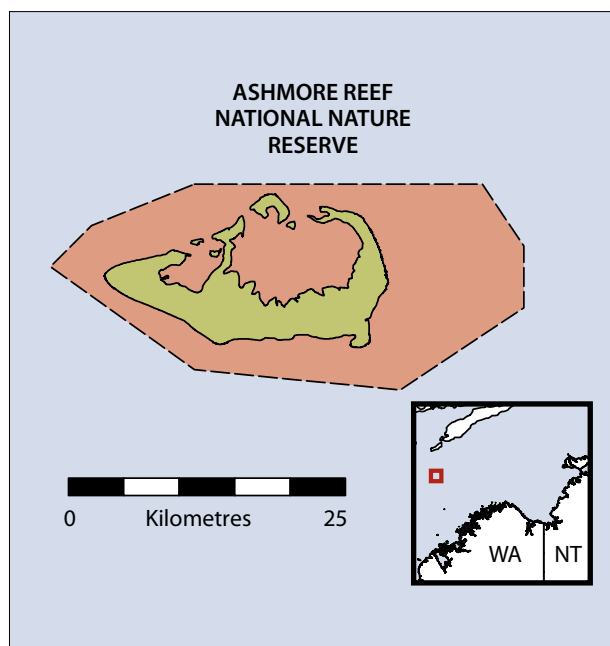 ASHMORE REEF
NATIONAL NATURE
RESERVE
0 Kilometres 25
WA NT